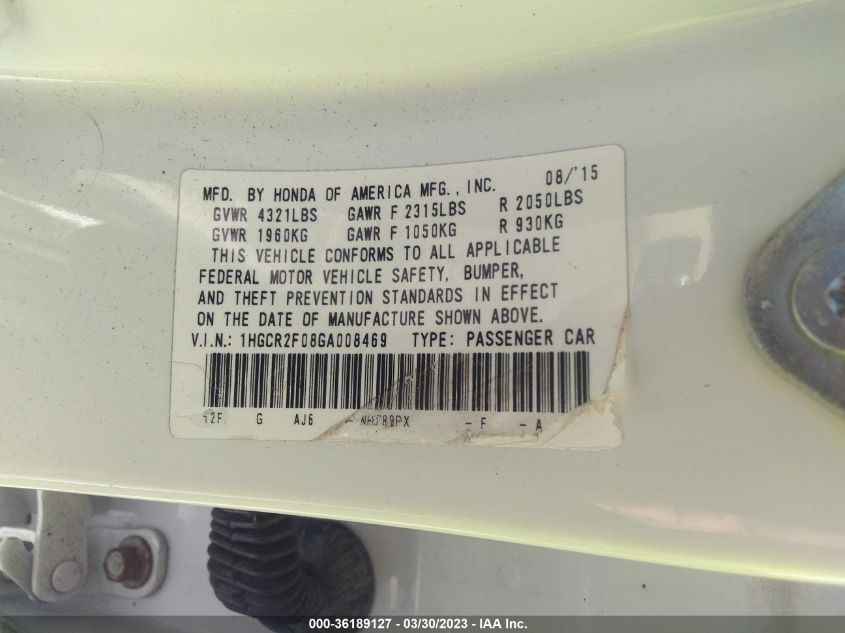 MFD. BY HONDA OF AMERICA MFG., INC. 08/'15
GVWR 4321LBS GAWR F 2315LBS R 2050LBS
GVWR 1960KG GAWR F 1050KG R 930KG
THIS VEHICLE CONFORMS TO ALL APPLICABLE
FEDERAL MOTOR VEHICLE SAFETY, BUMPER,
AND THEFT PREVENTION STANDARDS IN EFFECT
ON THE DATE OF MANUFACTURE SHOWN ABOVE.
V.I.N.: 1HGCR2F08GA008469 TYPE: PASSENGER CAR
G AJ6 - - F - A
000-36189127 - 03/30/2023 - IAA Inc.